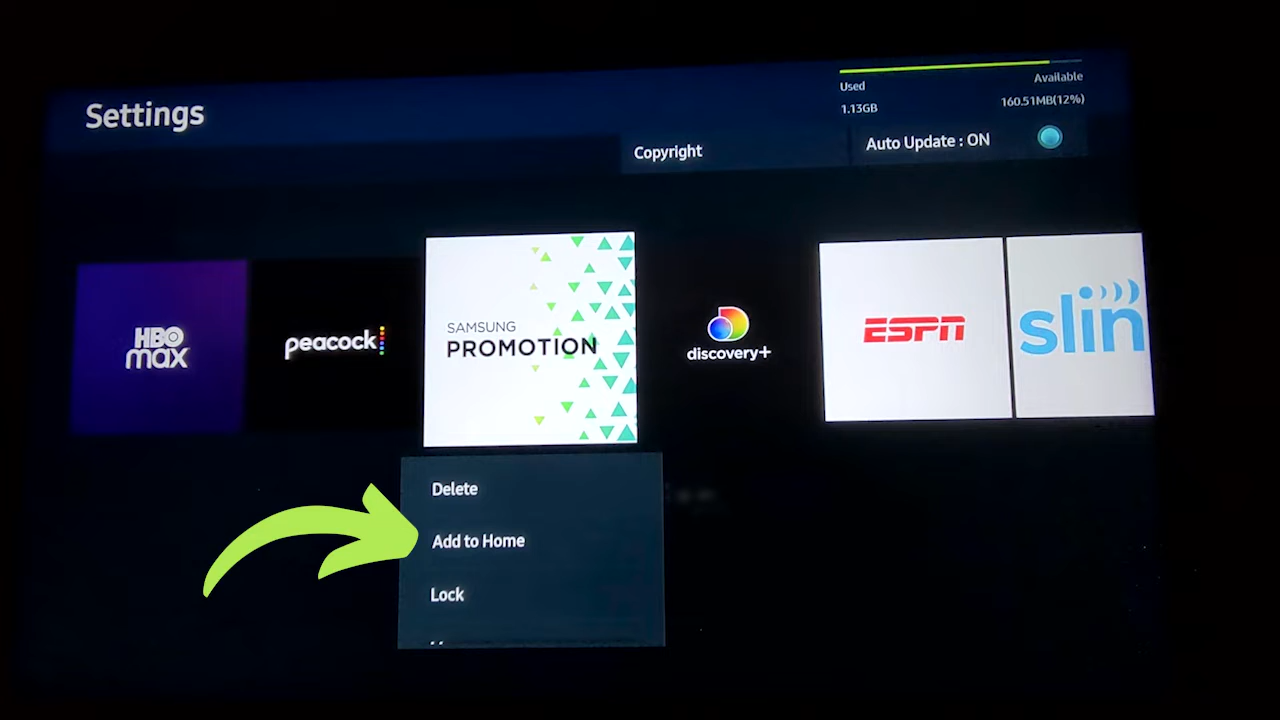 Settings
Used
Available
1.13GB
160.51MB(12%)
Copyright
Auto Update : ON
HBO
max
peacock
SAMSUNG
PROMOTION
discovery+
ESPN
slin
Delete
Add to Home
Lock